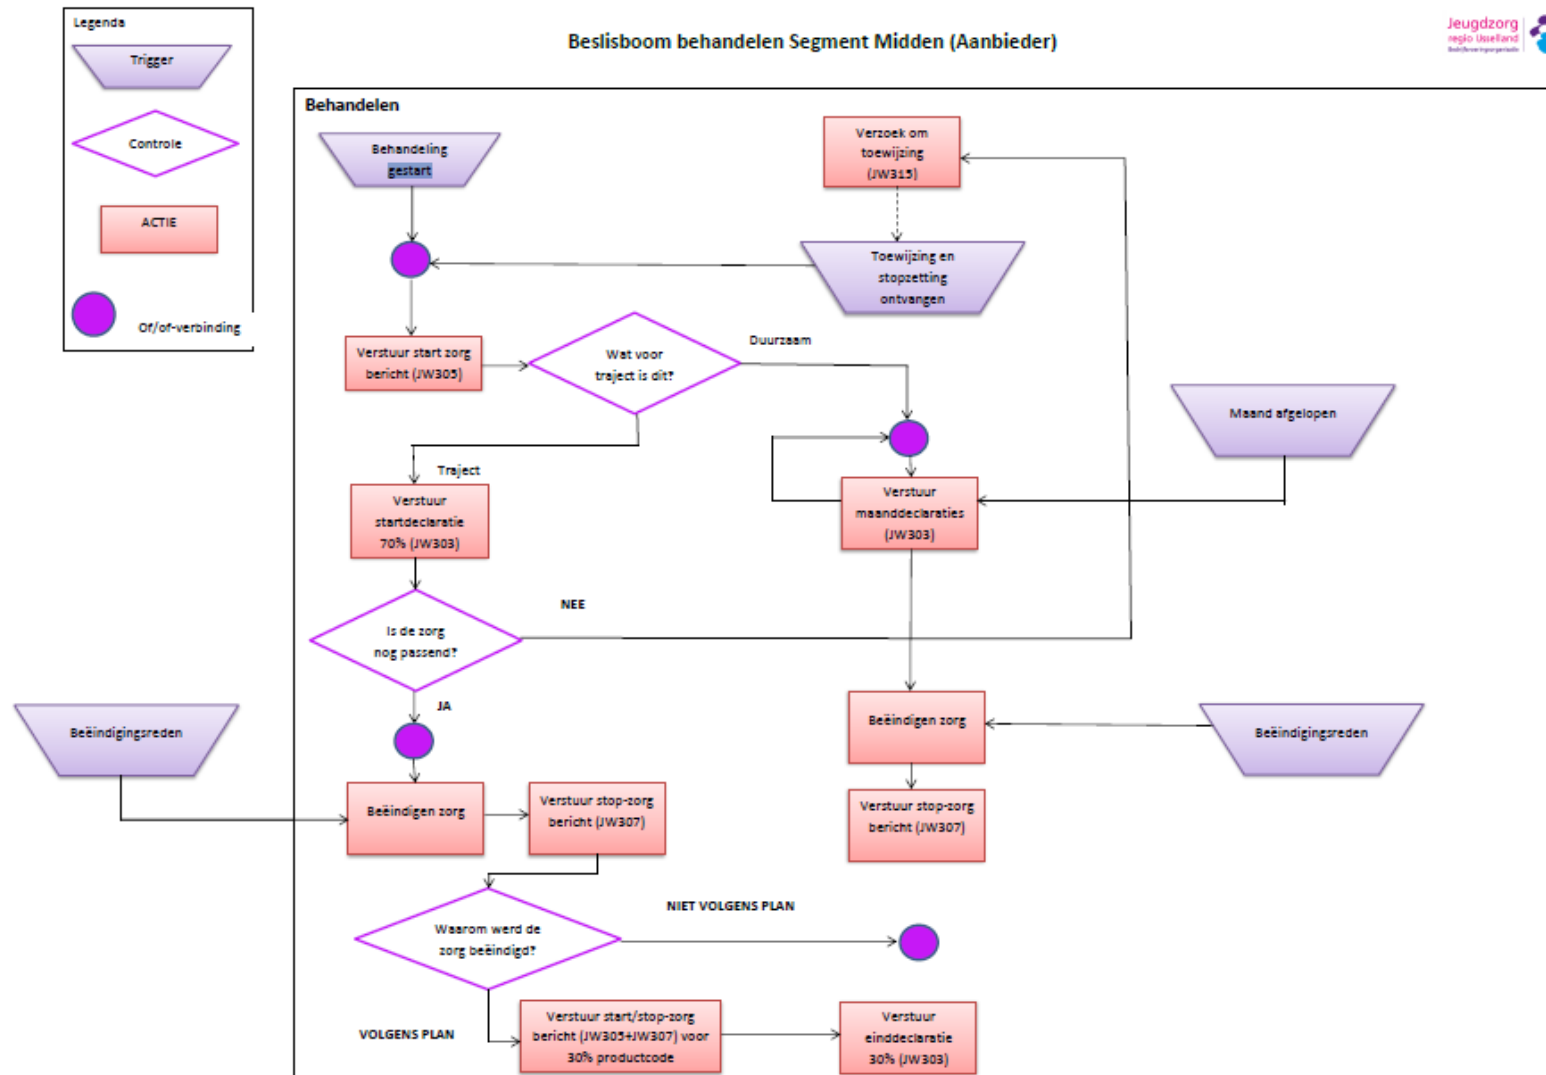 Legenda
Trigger
Controle
ACTIE
Of/of-verbinding
Beslisboom behandelen Segment Midden (Aanbieder)
Jeugdzorg
regio IJsselland
Bedrijfsvoeringsorganisatie
Behandelen
Behandeling
gestart
Verzoek om
toewijzing
(JW315)
Toewijzing en
stopzetting
ontvangen
Verstuur start zorg
bericht (JW305)
Wat voor
traject is dit?
Duurzaam
Maand afgelopen
Traject
Verstuur
startdeclaratie
70% (JW303)
Verstuur
maanddeclaraties
(JW303)
NEE
Is de zorg
nog passend?
JA
Beëindigingsreden
Beëindigen zorg
Beëindigingsreden
Beëindigen zorg
Verstuur stop-zorg
bericht (JW307)
Verstuur stop-zorg
bericht (JW307)
NIET VOLGENS PLAN
Waarom werd de
zorg beëindigd?
VOLGENS PLAN
Verstuur start/stop-zorg
bericht (JW305+JW307) voor
30% productcode
Verstuur
einddeclaratie
30% (JW303)